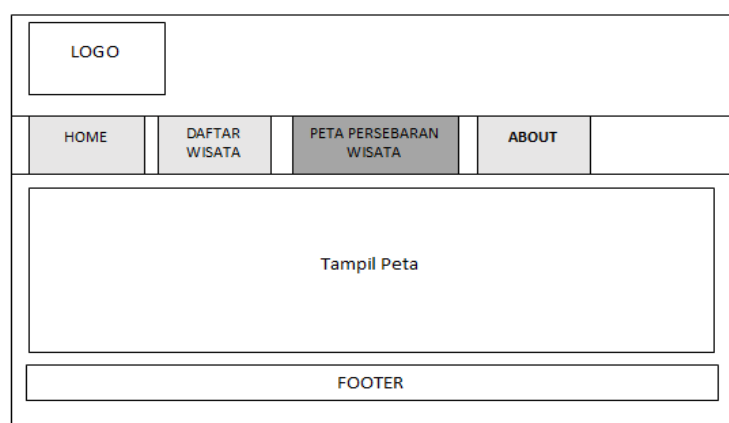 LOGO
HOME
DAFTAR
WISATA
PETA PERSEBARAN
WISATA
ABOUT
Tampil Peta
FOOTER